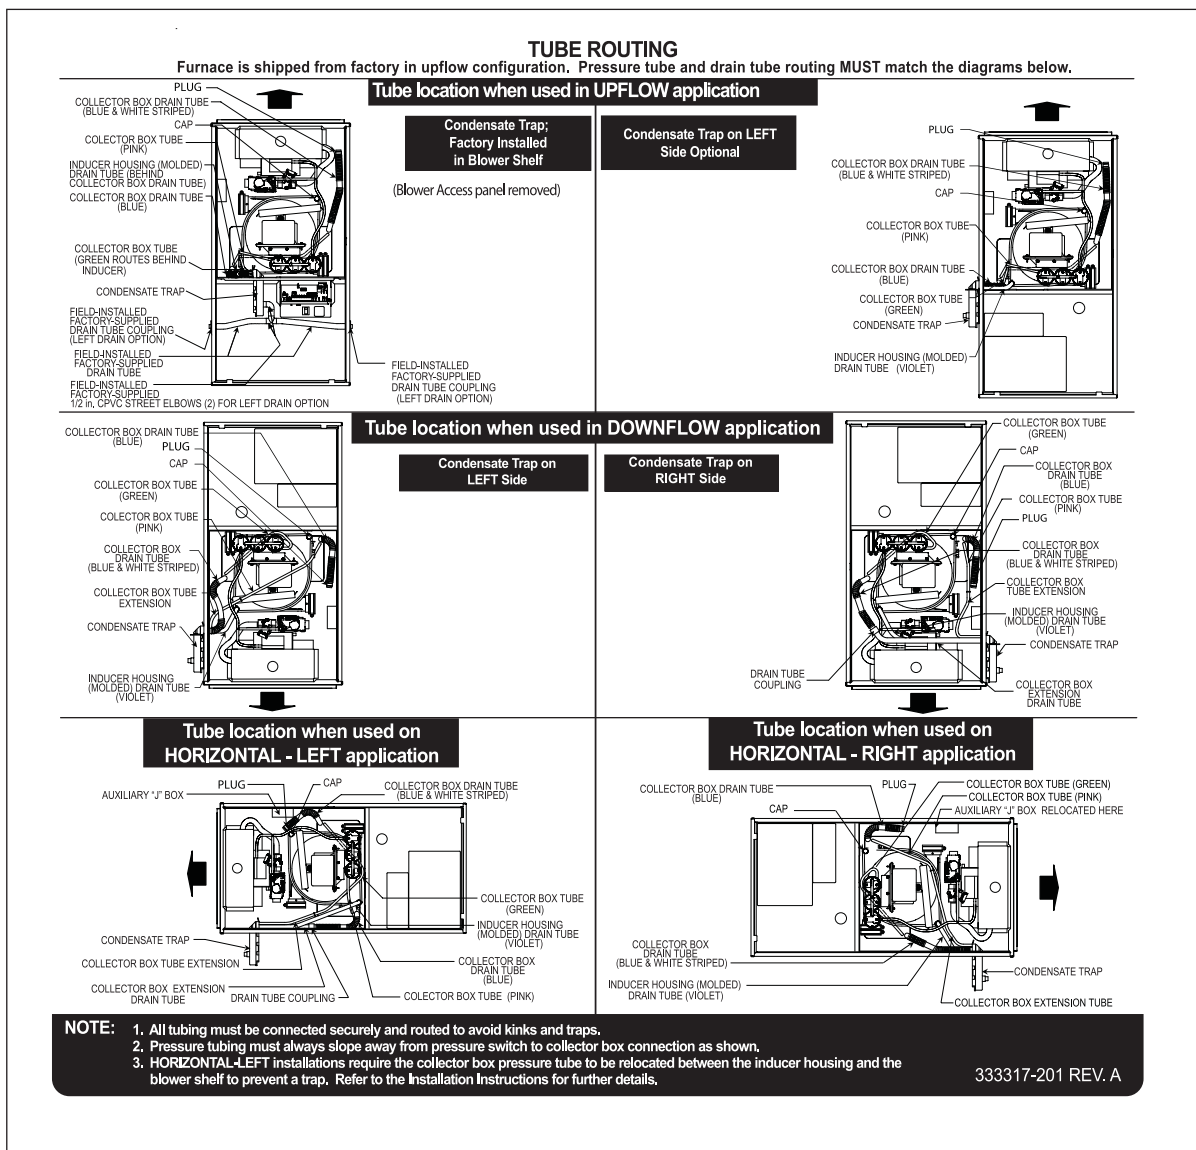 TUBE ROUTING
Furnace is shipped from factory in upflow configuration. Pressure tube and drain tube routing MUST match the diagrams below.
Tube location when used in UPFLOW application
Condensate Trap;
Factory Installed
in Blower Shelf
(Blower Access panel removed)
PLUG
COLLECTOR BOX DRAIN TUBE
(BLUE & WHITE STRIPED)
CAP
COLECTOR BOX TUBE
(PINK)
INDUCER HOUSING (MOLDED)
DRAIN TUBE (BEHIND
COLLECTOR BOX DRAIN TUBE)
COLLECTOR BOX DRAIN TUBE
(BLUE)
COLLECTOR BOX TUBE
(GREEN ROUTES BEHIND
INDUCER)
CONDENSATE TRAP
FIELD-INSTALLED
FACTORY-SUPPLIED
DRAIN TUBE COUPLING
(LEFT DRAIN OPTION)
FIELD-INSTALLED
FACTORY-SUPPLIED
DRAIN TUBE
FIELD-INSTALLED
FACTORY-SUPPLIED
1/2 in. CPVC STREET ELBOWS (2) FOR LEFT DRAIN OPTION
FIELD-INSTALLED
FACTORY-SUPPLIED
DRAIN TUBE COUPLING
(LEFT DRAIN OPTION)
Condensate Trap on LEFT
Side Optional
PLUG
COLLECTOR BOX DRAIN TUBE
(BLUE & WHITE STRIPED)
CAP
COLLECTOR BOX TUBE
(PINK)
COLLECTOR BOX DRAIN TUBE
(BLUE)
COLLECTOR BOX TUBE
(GREEN)
CONDENSATE TRAP
INDUCER HOUSING (MOLDED)
DRAIN TUBE (VIOLET)
Tube location when used in DOWNFLOW application
Condensate Trap on
LEFT Side
COLLECTOR BOX DRAIN TUBE
(BLUE)
PLUG
CAP
COLLECTOR BOX TUBE
(GREEN)
COLECTOR BOX TUBE
(PINK)
COLLECTOR BOX
DRAIN TUBE
(BLUE & WHITE STRIPED)
COLLECTOR BOX TUBE
EXTENSION
CONDENSATE TRAP
INDUCER HOUSING
(MOLDED) DRAIN TUBE
(VIOLET)
Condensate Trap on
RIGHT Side
COLLECTOR BOX TUBE
(GREEN)
CAP
COLLECTOR BOX
DRAIN TUBE
(BLUE)
COLLECTOR BOX TUBE
(PINK)
PLUG
COLLECTOR BOX
DRAIN TUBE
(BLUE & WHITE STRIPED)
COLLECTOR BOX
TUBE EXTENSION
INDUCER HOUSING
(MOLDED) DRAIN TUBE
(VIOLET)
CONDENSATE TRAP
DRAIN TUBE
COUPLING
COLLECTOR BOX
EXTENSION
DRAIN TUBE
Tube location when used on
HORIZONTAL - LEFT application
PLUG
CAP
AUXILIARY "J" BOX
COLLECTOR BOX DRAIN TUBE
(BLUE & WHITE STRIPED)
COLLECTOR BOX TUBE
(GREEN)
INDUCER HOUSING
(MOLDED) DRAIN TUBE
(VIOLET)
CONDENSATE TRAP
COLLECTOR BOX TUBE EXTENSION
COLLECTOR BOX
DRAIN TUBE
(BLUE)
COLLECTOR BOX EXTENSION
DRAIN TUBE
DRAIN TUBE COUPLING
COLECTOR BOX TUBE (PINK)
Tube location when used on
HORIZONTAL - RIGHT application
COLLECTOR BOX DRAIN TUBE
(BLUE)
PLUG
COLLECTOR BOX TUBE (GREEN)
COLLECTOR BOX TUBE (PINK)
CAP
AUXILIARY "J" BOX RELOCATED HERE
COLLECTOR BOX
DRAIN TUBE
(BLUE & WHITE STRIPED)
CONDENSATE TRAP
INDUCER HOUSING (MOLDED)
DRAIN TUBE (VIOLET)
COLLECTOR BOX EXTENSION TUBE
NOTE: 1. All tubing must be connected securely and routed to avoid kinks and traps.
2. Pressure tubing must always slope away from pressure switch to collector box connection as shown.
3. HORIZONTAL-LEFT installations require the collector box pressure tube to be relocated between the inducer housing and the
blower shelf to prevent a trap. Refer to the Installation Instructions for further details.
333317-201 REV. A